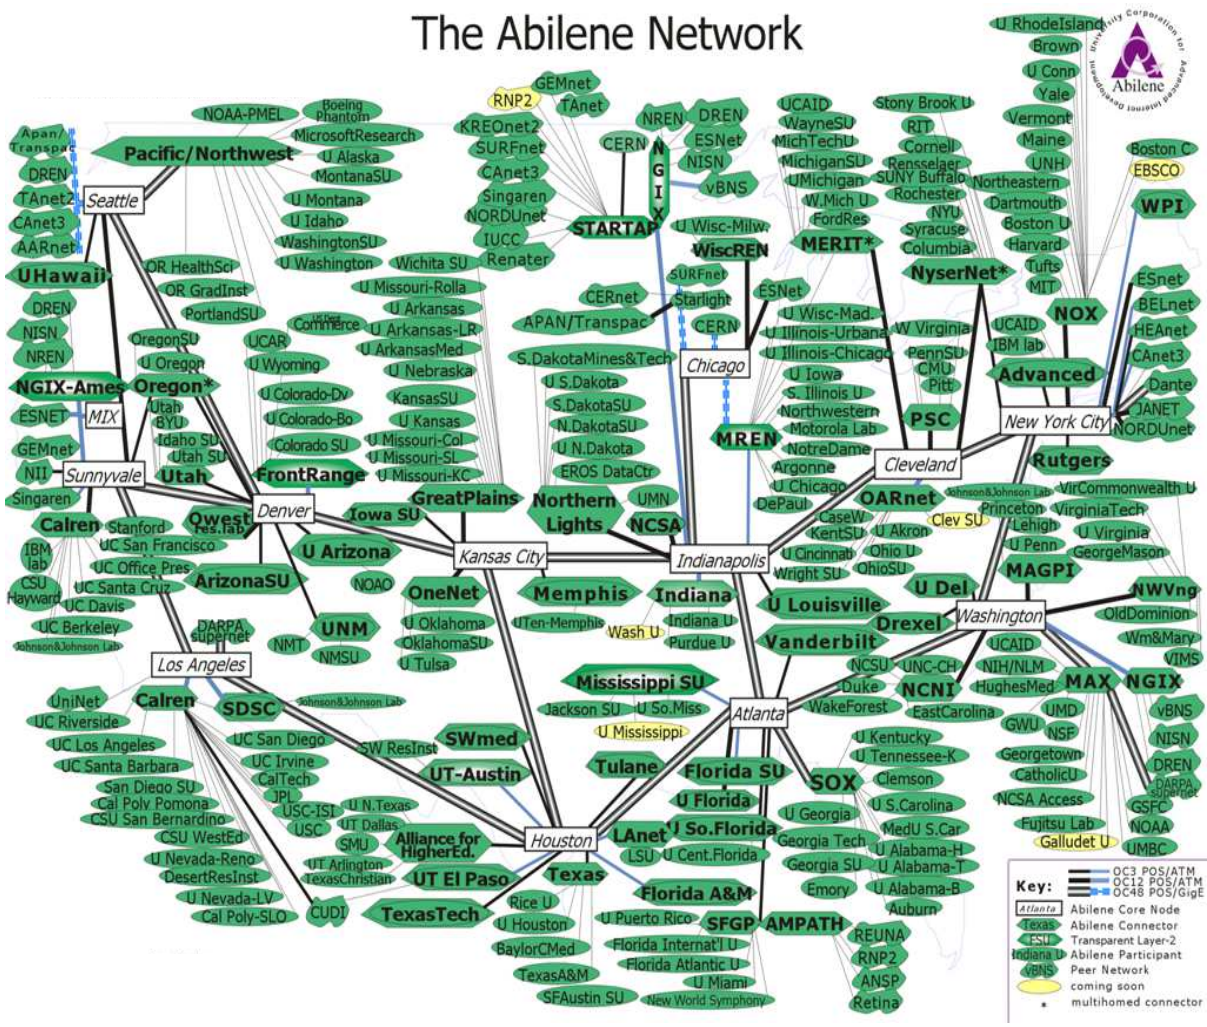 The Abilene Network
University Corporation for Advanced Internet Development
Abilene
NOAA-PMEL
Boeing
Phantom
Pacific/Northwest
MicrosoftResearch
U Alaska
MontanaSU
U Montana
U Idaho
WashingtonSU
U Washington
OR HealthSci
OR GradInst
PortlandSU
Apan/
Transpac
DREN
TAnet2
CAnet3
AARnet
Seattle
UHawaii
DREN
NISN
NREN
NGIX-Ames
ESNET
MIX
GEMnet
NII
Singaren
Sunnyvale
OregonSU
U Oregon
Oregon*
Utah
BYU
Idaho SU
Utah SU
Utah
UCAR
US Dept
Commerce
U Wyoming
U Colorado-Dv
U Colorado-Bo
Colorado SU
FrontRange
Denver
Qwest
res.lab
ArizonaSU
U Arizona
NOAO
UNM
NMT
NMSU
Calren
Stanford
UC San Francisco
UC Office Pres
UC Santa Cruz
UC Davis
UC Berkeley
IBM
lab
CSU
Hayward
Johnson&Johnson Lab
DARPA
supernet
Los Angeles
UniNet
Calren
SDSC
Johnson&Johnson Lab
UC Riverside
UC Los Angeles
UC Santa Barbara
San Diego SU
Cal Poly Pomona
CSU San Bernardino
CSU WestEd
U Nevada-Reno
DesertResInst
U Nevada-LV
Cal Poly-SLO
UC San Diego
UC Irvine
CalTech
JPL
USC-ISI
USC
CUDI
RNP2
GEMnet
TAnet
KREOnet2
SURFnet
CAnet3
Singaren
NORDUnet
IUCC
Renater
CERN
STARTAP
NREN
DREN
ESNet
NISN
vBNS
NGIX
U Wisc-Milw.
WiscREN
SURFnet
CERnet
Starlight
APAN/Transpac
CERN
ESNet
Chicago
MREN
Wichita SU
U Missouri-Rolla
U Arkansas
U Arkansas-LR
U ArkansasMed
U Nebraska
KansasSU
U Kansas
U Missouri-Col
U Missouri-SL
U Missouri-KC
GreatPlains
Iowa SU
Kansas City
OneNet
U Oklahoma
OklahomaSU
U Tulsa
Memphis
UTen-Memphis
S.DakotaMines&Tech
U S.Dakota
S.DakotaSU
N.DakotaSU
U N.Dakota
EROS DataCtr
Northern
Lights
UMN
NCSA
Indianapolis
Indiana
Wash U
Indiana U
Purdue U
U Louisville
Vanderbilt
UCAID
WayneSU
MichTechU
MichiganSU
UMichigan
W.Mich U
FordRes
MERIT*
U Wisc-Mad.
U Illinois-Urbana
U Illinois-Chicago
U Iowa
S. Illinois U
Northwestern
Motorola Lab
NotreDame
Argonne
U Chicago
DePaul
Stony Brook U
RIT
Cornell
Rensselaer
SUNY Buffalo
Rochester
NYU
Syracuse
Columbia
NyserNet*
W Virginia
PennSU
CMU
Pitt
PSC
Cleveland
OARnet
CaseW
KentSU
U Cincinnati
Wright SU
U Akron
Ohio U
OhioSU
Clev SU
U RhodeIsland
Brown
U Conn
Yale
Vermont
Maine
UNH
Northeastern
Dartmouth
Boston U
Harvard
Tufts
MIT
NOX
Boston C
EBSCO
WPI
ESnet
BELnet
HEAnet
CAnet3
Dante
JANET
NORDUnet
UCAID
IBM lab
Advanced
New York City
Rutgers
Johnson&Johnson Lab
Princeton
Lehigh
U Penn
MAGPI
U Del
Drexel
Washington
VirCommonwealth U
VirginiaTech
U Virginia
GeorgeMason
NWVng
OldDominion
Wm&Mary
VIMS
UCAID
NIH/NLM
HughesMed
MAX
NGIX
UMD
NSF
GWU
Georgetown
CatholicU
NCSA Access
Fujitsu Lab
Galludet U
vBNS
NISN
DREN
DARPA
supernet
GSFC
NOAA
UMBC
NCSU
UNC-CH
Duke
NCNI
WakeForest
EastCarolina
Mississippi SU
Jackson SU
U So.Miss
U Mississippi
Atlanta
SOX
U Kentucky
U Tennessee-K
Clemson
U S.Carolina
MedU S.Car
U Alabama-H
U Alabama-T
U Alabama-B
Auburn
U Georgia
Georgia Tech
Georgia SU
Emory
SW ResInst
SWmed
UT-Austin
Tulane
Florida SU
U Florida
U So.Florida
U Cent.Florida
LAnet
LSU
Houston
U N.Texas
UT Dallas
SMU
UT Arlington
TexasChristian
Alliance for
HigherEd.
UT El Paso
TexasTech
Texas
Rice U
U Houston
BaylorCMed
TexasA&M
SFAustin SU
Florida A&M
U Puerto Rico
SFGP
AMPATH
Florida Internat'l U
Florida Atlantic U
U Miami
New World Symphony
REUNA
RNP2
ANSP
Retina
Key:
OC3 POS/ATM
OC12 POS/ATM
OC48 POS/GigE
Atlanta Abilene Core Node
Texas Abilene Connector
FSU Transparent Layer-2
Indiana U Abilene Participant
vBNS Peer Network
coming soon
* multihomed connector